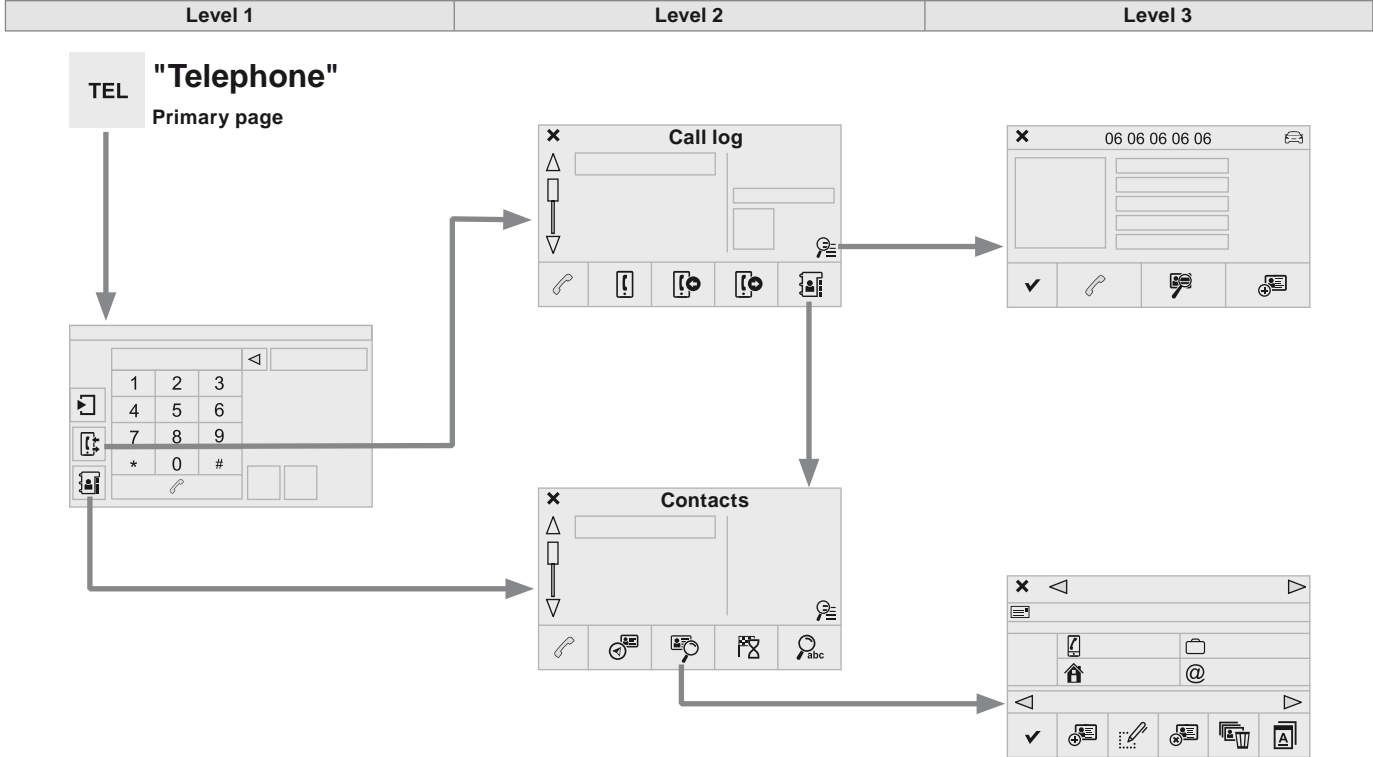 Level 1 Level 2 Level 3
TEL
"Telephone"
Primary page
Call log
06 06 06 06 06
1 2 3
4 5 6
7 8 9
* 0 #
Contacts
abc
@
A